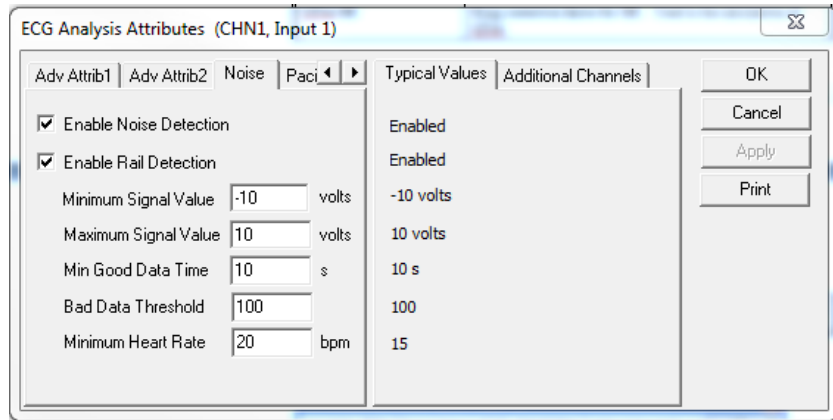 ECG Analysis Attributes (CHN1, Input 1)
Adv Attrib1 Adv Attrib2 Noise Paci Typical Values Additional Channels OK
Cancel
Apply
Print
Enable Noise Detection Enabled
Enable Rail Detection Enabled
Minimum Signal Value -10 volts -10 volts
Maximum Signal Value 10 volts 10 volts
Min Good Data Time 10 s 10 s
Bad Data Threshold 100 100
Minimum Heart Rate 20 bpm 15